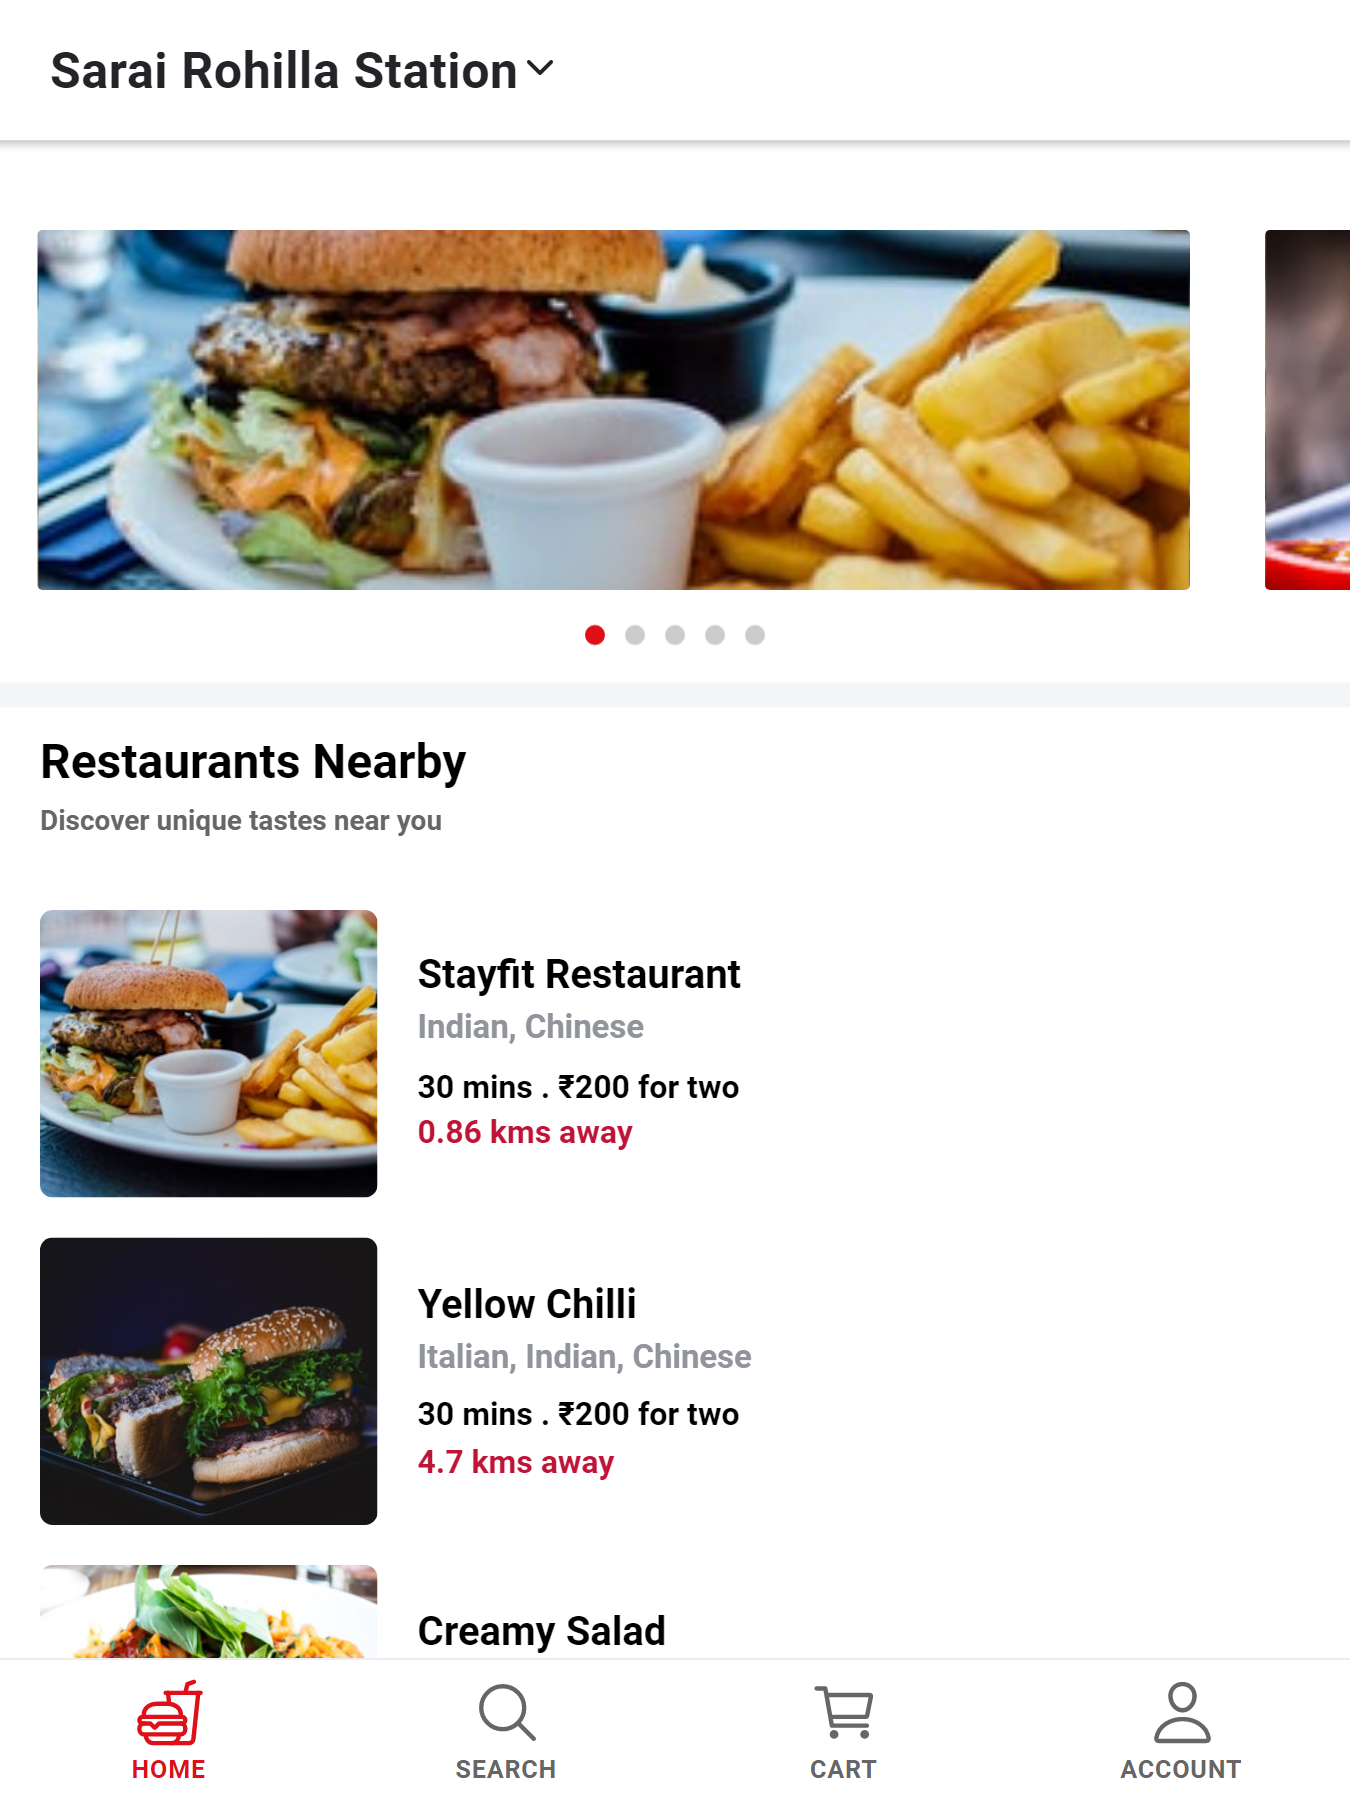 Sarai Rohilla Station
Restaurants Nearby
Discover unique tastes near you
Stayfit Restaurant
Indian, Chinese
30 mins . ₹200 for two
0.86 kms away
Yellow Chilli
Italian, Indian, Chinese
30 mins . ₹200 for two
4.7 kms away
Creamy Salad
HOME
SEARCH
CART
ACCOUNT